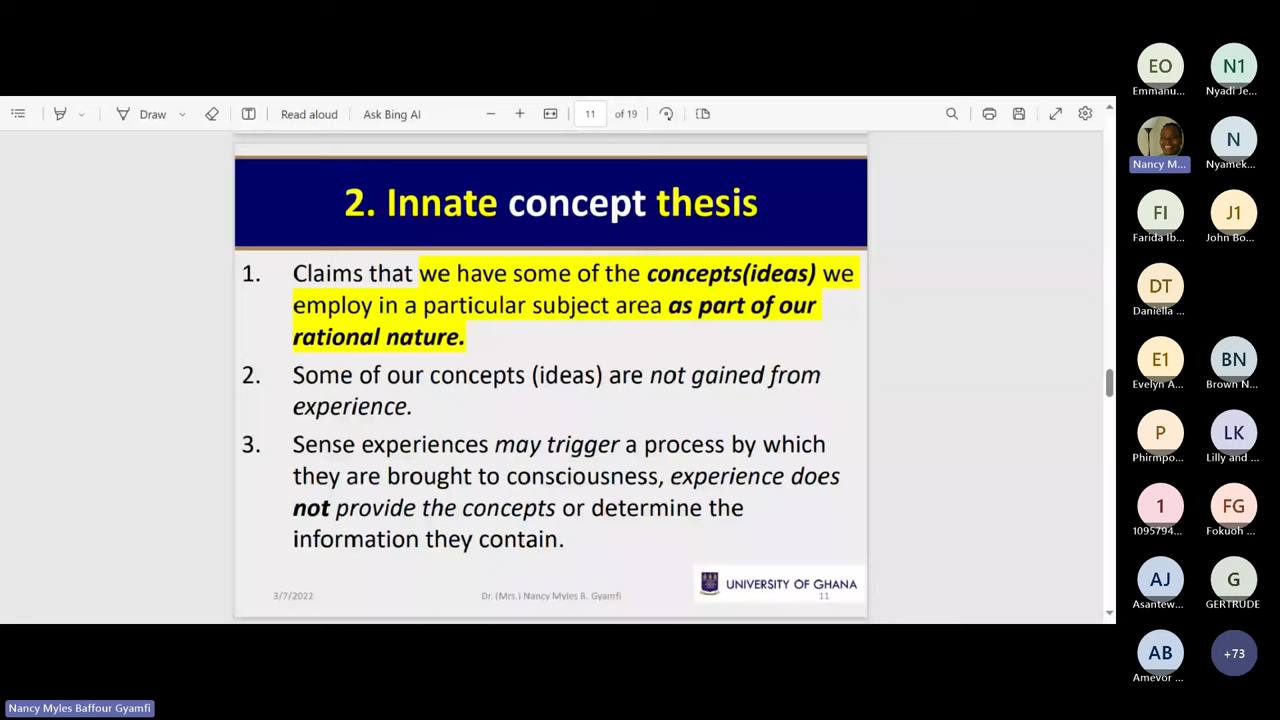 Draw
Read aloud
Ask Bing AI
11
of 19
2. Innate concept thesis
1. Claims that we have some of the concepts(ideas) we
employ in a particular subject area as part of our
rational nature.
2. Some of our concepts (ideas) are not gained from
experience.
3. Sense experiences may trigger a process by which
they are brought to consciousness, experience does
not provide the concepts or determine the
information they contain.
UNIVERSITY OF GHANA
3/7/2022
Dr. (Mrs.) Nancy Myles B. Gyamfi
11
EO
N1
Emmanu...
Nyadi Je...
N
Nancy M...
Nyamek...
FI
J1
Farida Ib...
John Bo...
DT
Daniella ...
E1
BN
Evelyn A...
Brown N...
P
LK
Phirmpo...
Lilly and ...
1
FG
1095794...
Fokuoh ...
AJ
G
Asantew...
GERTRUDE
AB
+73
Amevor ...
Nancy Myles Baffour Gyamfi